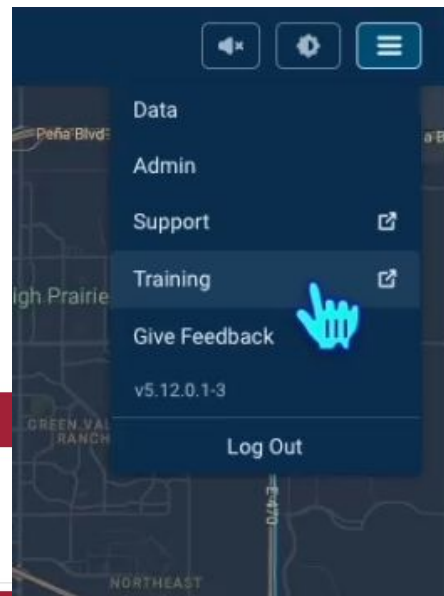 Data
Peña Blvd
Admin
Support
Training
igh Prairie
Give Feedback
v5.12.0.1-3
GREEN VAL
RANCH
Log Out
E-470
NORTHEAST